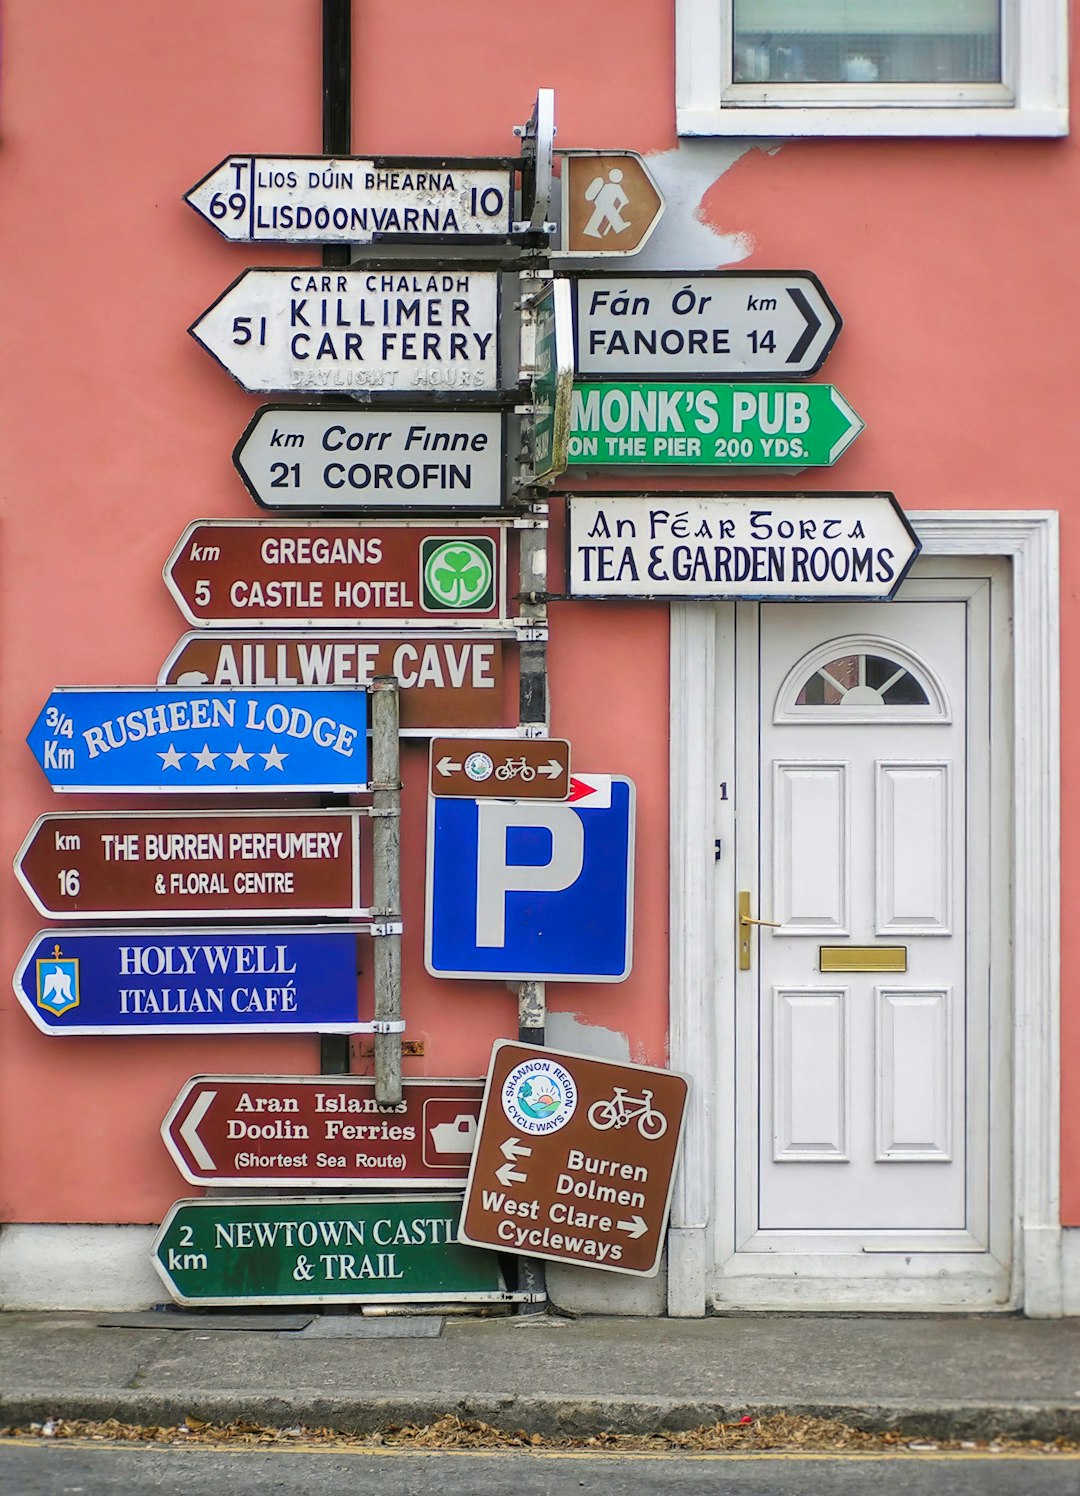 T
69
LIOS DÚIN BHEARNA
LISDOONVARNA
10
CARR CHALADH
51
KILLIMER
CAR FERRY
DAYLIGHT HOURS
Fán Ór km
FANORE 14
MONK'S PUB
ON THE PIER 200 YDS.
km Corr Finne
21 COROFIN
An Féar Gorta
TEA & GARDEN ROOMS
km GREGANS
5 CASTLE HOTEL
AILLWEE CAVE
3/4
Km
RUSHEEN LODGE
P
km
16
THE BURREN PERFUMERY
& FLORAL CENTRE
HOLYWELL
ITALIAN CAFÉ
1
Aran Islands
Doolin Ferries
(Shortest Sea Route)
SHANNON REGION
CYCLEWAYS
Burren
Dolmen
West Clare
Cycleways
2
km
NEWTOWN CASTL
& TRAIL